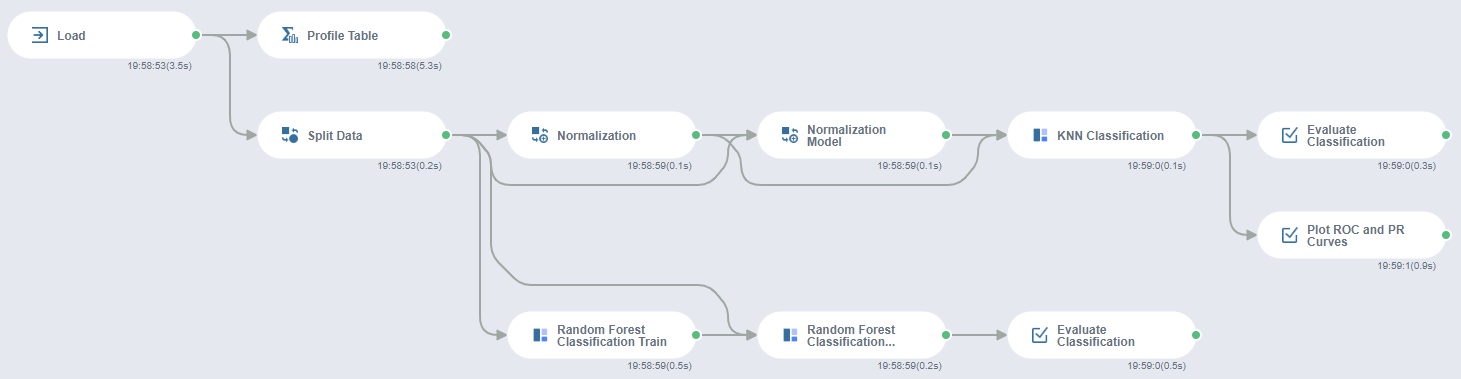 Load
19:58:53(3.5s)
Profile Table
19:58:58(5.3s)
Split Data
19:58:53(0.2s)
Normalization
19:58:59(0.1s)
Normalization
Model
19:58:59(0.1s)
KNN Classification
19:59:0(0.1s)
Evaluate
Classification
19:59:0(0.3s)
Plot ROC and PR
Curves
19:59:1(0.9s)
Random Forest
Classification Train
19:58:59(0.5s)
Random Forest
Classification...
19:58:59(0.2s)
Evaluate
Classification
19:59:0(0.5s)